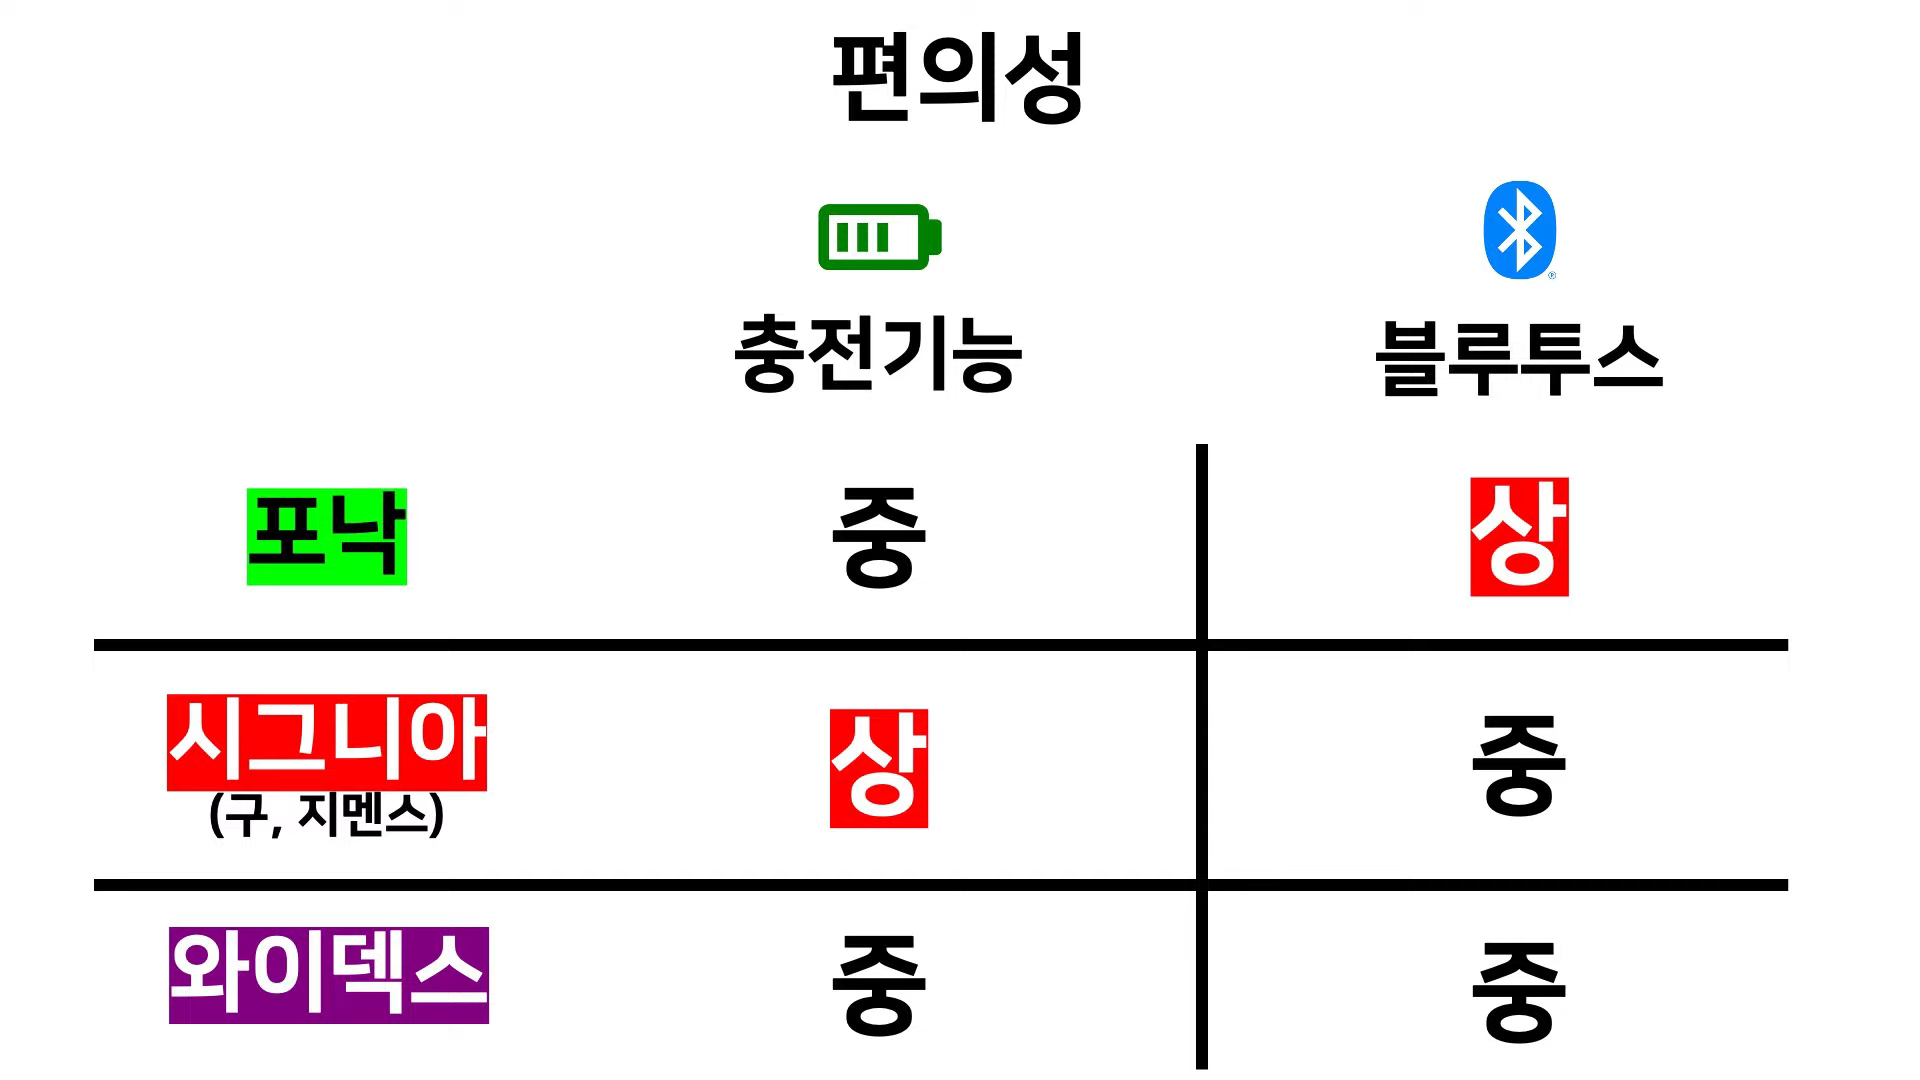 편의성
충전기능 블루투스
포낙 중 상
시그니아 상 중
(구, 지멘스)
와이덱스 중 중